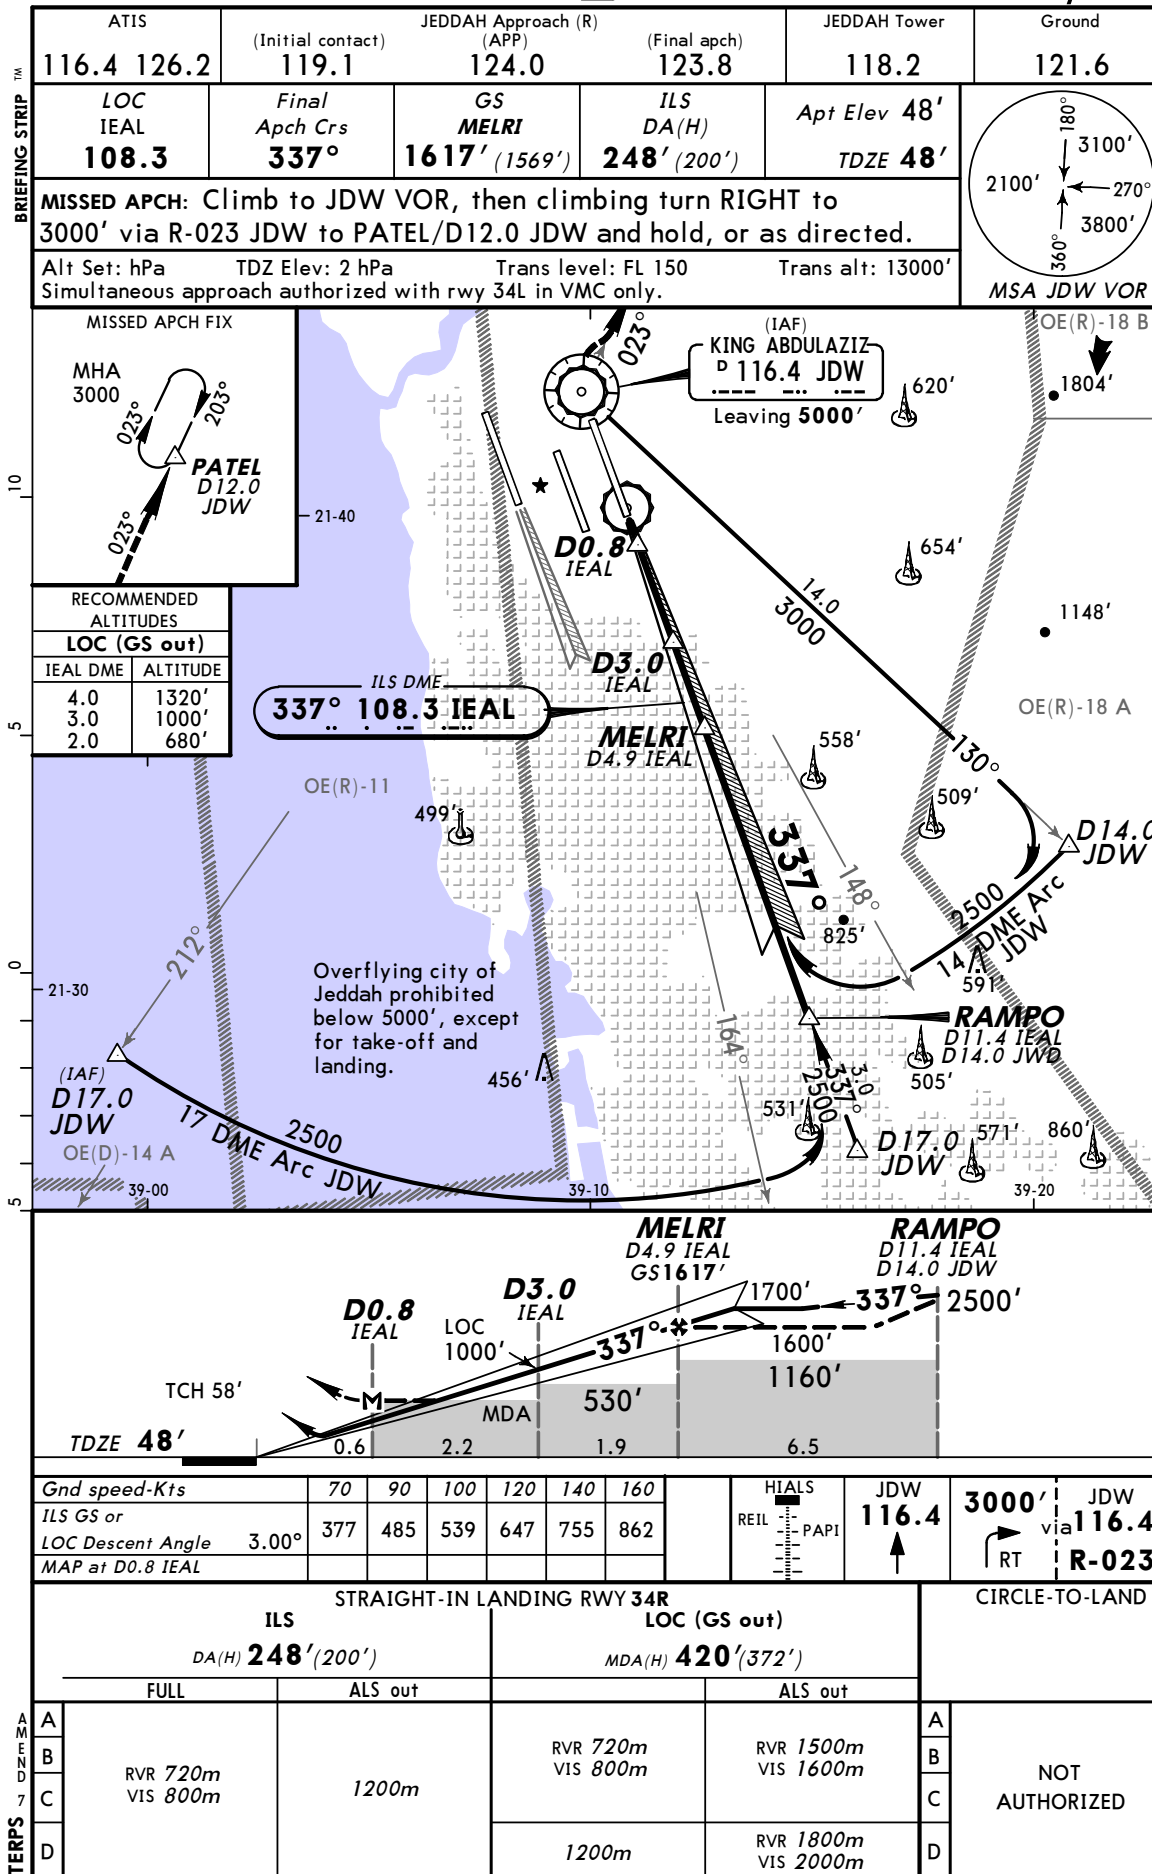 ATIS
116.4 126.2
JEDDAH Approach (R)
(Initial contact) (APP) (Final apch)
119.1 124.0 123.8
JEDDAH Tower
118.2
Ground
121.6
BRIEFING STRIP TM
LOC
IEAL
108.3
Final
Apch Crs
337°
GS
MELRI
1617' (1569')
ILS
DA(H)
248' (200')
Apt Elev 48'
TDZE 48'
MISSED APCH: Climb to JDW VOR, then climbing turn RIGHT to
3000' via R-023 JDW to PATEL/D12.0 JDW and hold, or as directed.
Alt Set: hPa TDZ Elev: 2 hPa Trans level: FL 150 Trans alt: 13000'
Simultaneous approach authorized with rwy 34L in VMC only.
180°
3100'
2100'
270°
3800'
360°
MSA JDW VOR
MISSED APCH FIX
MHA
3000
023°
203°
PATEL
D12.0
JDW
023°
023°
(IAF)
KING ABDULAZIZ
D 116.4 JDW
Leaving 5000'
OE(R)-18 B
1804'
620'
10
21-40
D0.8
IEAL
654'
14.0
3000
1148'
RECOMMENDED
ALTITUDES
LOC (GS out)
IEAL DME ALTITUDE
4.0 1320'
3.0 1000'
2.0 680'
D3.0
IEAL
ILS DME
337° 108.3 IEAL
OE(R)-18 A
5
MELRI
D4.9 IEAL
558'
130°
OE(R)-11
509'
499'
337°
D14.0
JDW
148°
2500
14 DME Arc
JDW
825'
212°
0
21-30
591'
Overflying city of
Jeddah prohibited
below 5000', except
for take-off and
landing.
164°
RAMPO
D11.4 IEAL
D14.0 JWD
505'
456'
(IAF)
D17.0
JDW
3.0
337°
2500
531'
2500
17 DME Arc JDW
D17.0
JDW
571'
860'
OE(D)-14 A
39-00
39-10
39-20
5
MELRI
D4.9 IEAL
GS1617'
RAMPO
D11.4 IEAL
D14.0 JDW
D3.0
IEAL
D0.8
IEAL
1700'
337°
2500'
LOC
1000'
337°
1600'
1160'
TCH 58'
530'
MDA
TDZE 48'
0.6 2.2 1.9 6.5
Gnd speed-Kts 70 90 100 120 140 160
ILS GS or
LOC Descent Angle 3.00° 377 485 539 647 755 862
MAP at D0.8 IEAL
HIALS
REIL
PAPI
JDW
116.4
3000'
RT
via
JDW
116.4
R-023
STRAIGHT-IN LANDING RWY 34R
CIRCLE-TO-LAND
ILS
DA(H) 248'(200')
LOC (GS out)
MDA(H) 420'(372')
FULL ALS out ALS out
A
B
C
D
RVR 720m
VIS 800m
1200m
RVR 720m
VIS 800m
RVR 1500m
VIS 1600m
1200m
RVR 1800m
VIS 2000m
A
B
C
D
NOT
AUTHORIZED
AMEND 7
TERPS